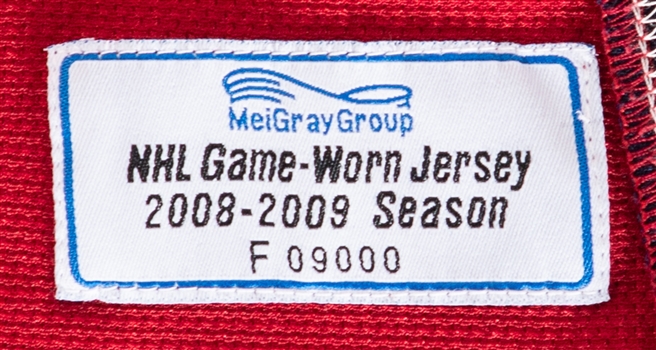 MeiGrayGroup
NHL Game-Worn Jersey
2008-2009 Season
F 09000